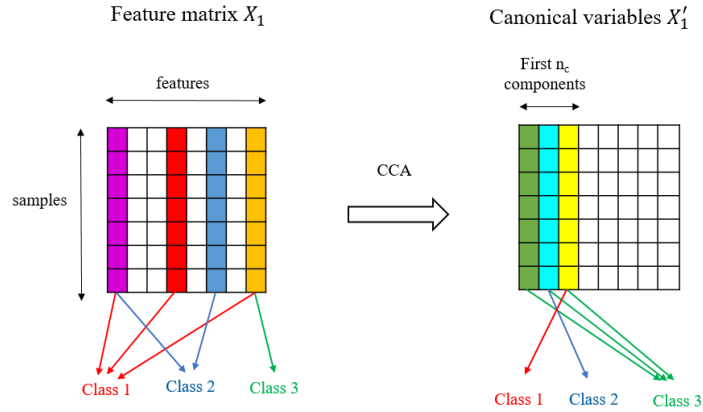 Feature matrix X₁
Canonical variables X₁′
features
First n_c
components
samples
CCA
Class 1
Class 2
Class 3
Class 1
Class 2
Class 3